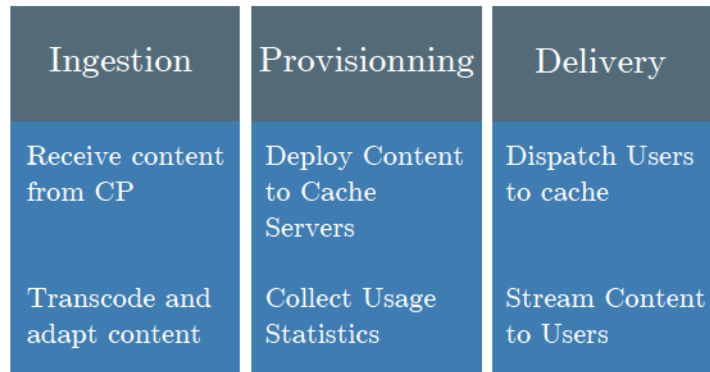 Ingestion
Receive content
from CP
Transcode and
adapt content
Provisionning
Deploy Content
to Cache
Servers
Collect Usage
Statistics
Delivery
Dispatch Users
to cache
Stream Content
to Users